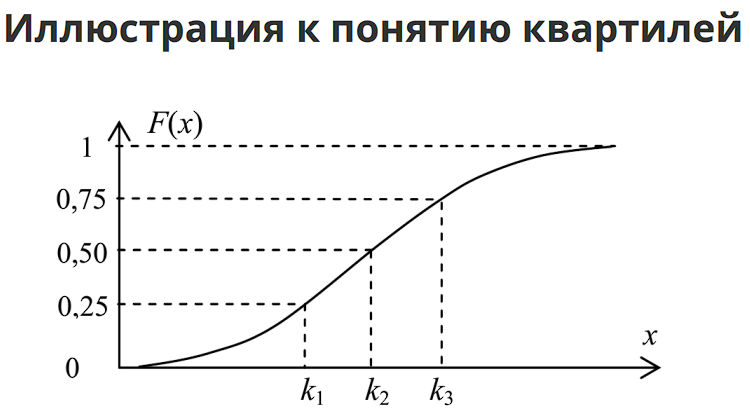 Иллюстрация к понятию квартилей
F(x)
1
0,75
0,50
0,25
0
x
k₁ k₂ k₃